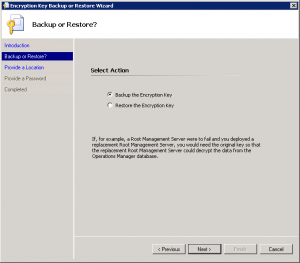 Encryption Key Backup or Restore Wizard
Backup or Restore?
Introduction
Backup or Restore?
Provide a Location
Provide a Password
Completed
Select Action
Backup the Encryption Key
Restore the Encryption Key
If, for example, a Root Management Server were to fail and you deployed a
replacement Root Management Server, you would need the original key so that
the replacement Root Management Server could decrypt the data from the
Operations Manager database.
< Previous
Next >
Finish
Cancel